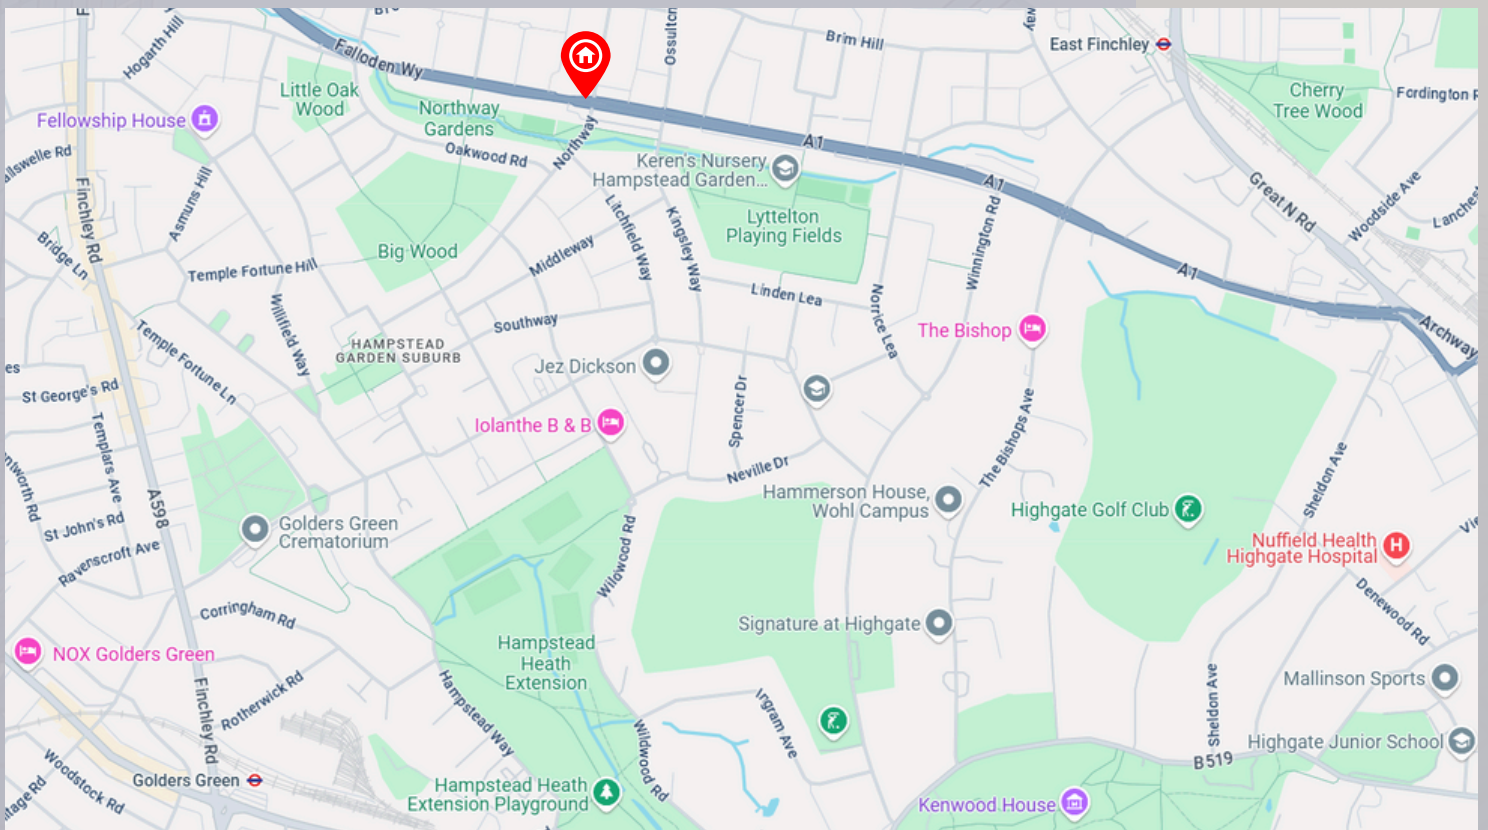 Hogarth Hill
Falloden Wy
Brim Hill
East Finchley
Little Oak
Wood
Northway
Gardens
Cherry
Tree Wood
Fellowship House
Oakwood Rd
Northway
A1
Keren's Nursery
Hampstead Garden...
A1
Finchley Rd
Asmuns Hill
Great N Rd
Woodside Ave
Litchfield Way
Kingsley Way
Lyttelton
Playing Fields
Winnington Rd
Bridge Ln
Big Wood
Middleway
Temple Fortune Hill
A1
Linden Lea
Norrice Lea
Willifield Way
Southway
The Bishop
Archway
HAMPSTEAD
GARDEN SUBURB
Temple Fortune Ln
Jez Dickson
St George's Rd
Iolanthe B & B
Spencer Dr
The Bishops Ave
Templars Ave
Neville Dr
Sheldon Ave
Hammerson House,
Wohl Campus
Highgate Golf Club
A598
St John's Rd
Golders Green
Crematorium
Ravenscroft Ave
Wildwood Rd
Nuffield Health
Highgate Hospital
Corringham Rd
Denewood Rd
Signature at Highgate
NOX Golders Green
Hampstead
Heath
Extension
Mallinson Sports
Finchley Rd
Rotherwick Rd
Hampstead Way
Ingram Ave
Sheldon Ave
Wildwood Rd
Highgate Junior School
B519
Woodstock Rd
Golders Green
Hampstead Heath
Extension Playground
Kenwood House